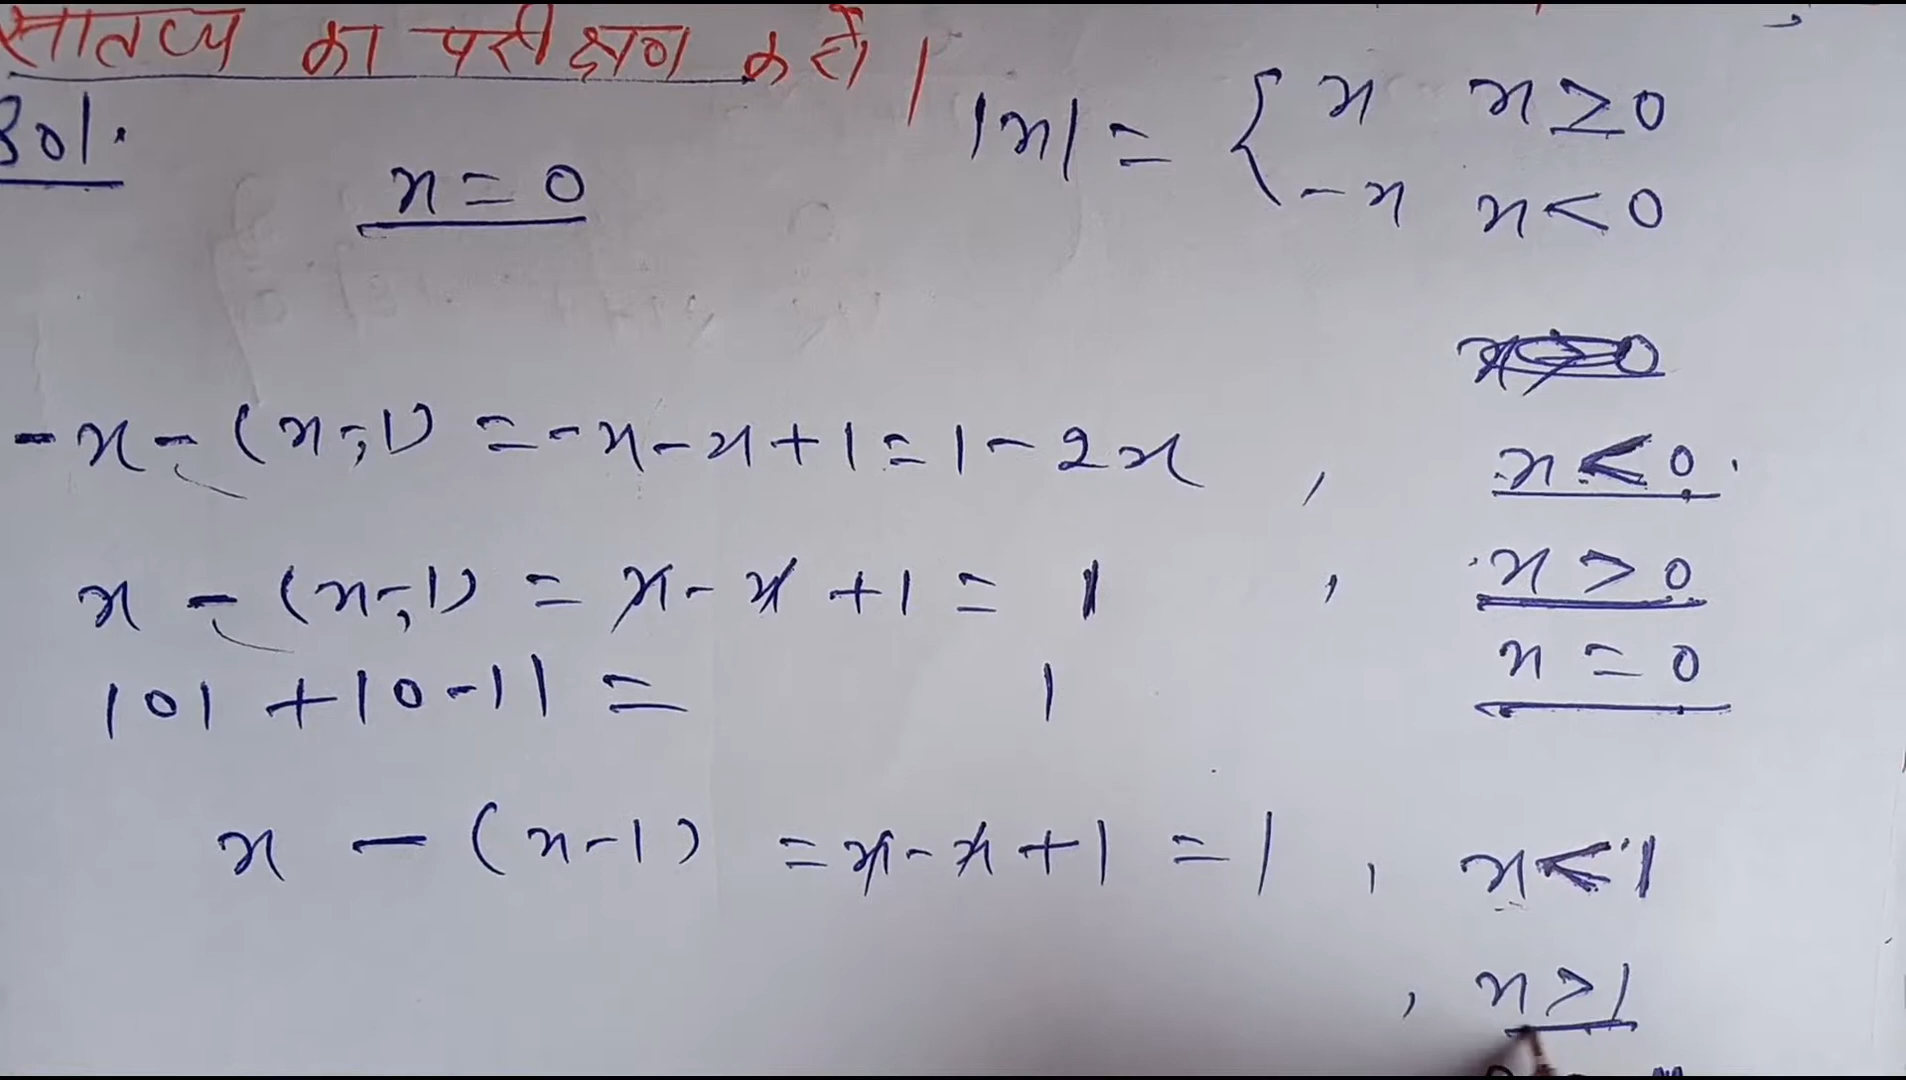 सातत्य का परीक्षण करो।
Sol.
x = 0
|x| = { x x ≥ 0
-x x < 0
-x - (x-1) = -x - x + 1 = 1 - 2x , x < 0
x - (x-1) = x - x + 1 = 1 , x > 0
|0| + |0-1| = 1 x = 0
x - (x-1) = x - x + 1 = 1 , x < 1
, x > 1